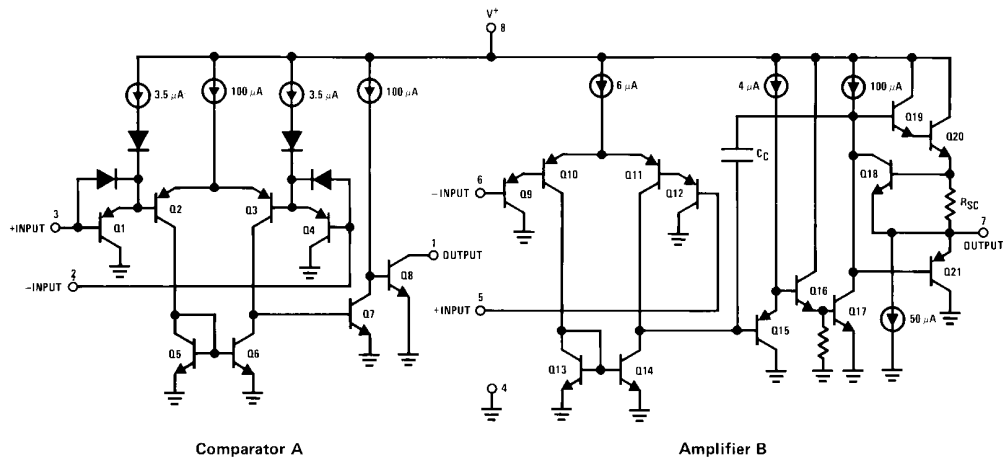 V+
8
3.5 μA
100 μA
3.5 μA
100 μA
6 μA
4 μA
100 μA
Q19
Q20
CC
Q18
RSC
7
OUTPUT
6
−INPUT
Q9
Q10
Q11
Q12
3
+INPUT
Q1
Q2
Q3
Q4
1
OUTPUT
Q8
2
−INPUT
5
+INPUT
Q7
Q16
Q17
Q21
Q15
50 μA
Q5
Q6
Q13
Q14
4
Comparator A
Amplifier B